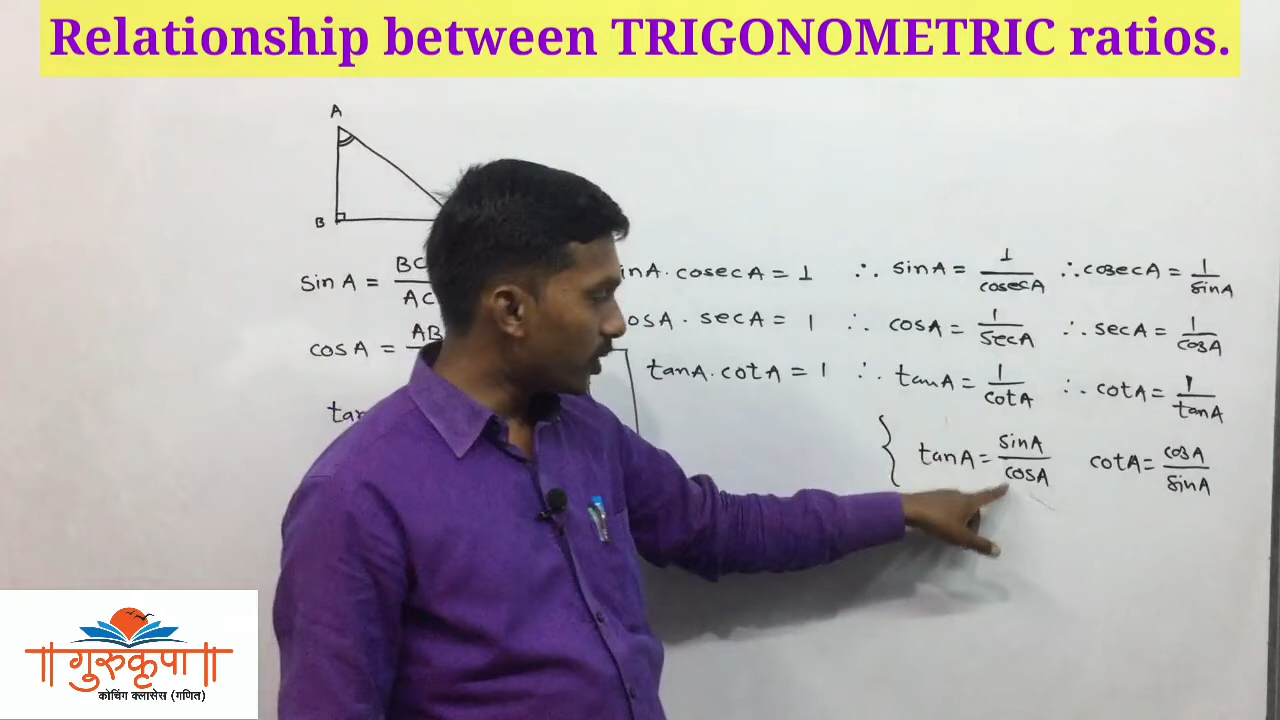 Relationship between TRIGONOMETRIC ratios.
A
B
sin A = BC / AC
inA. cosecA = 1 ∴ sinA = 1 / cosecA ∴ cosecA = 1 / sinA
cosA = AB
osA . secA = 1 ∴ cosA = 1 / secA ∴ secA = 1 / cosA
tanA. cotA = 1 ∴ tanA = 1 / cotA ∴ cotA = 1 / tanA
tan
{ tanA = sinA / cosA cotA = cosA / sinA
॥ गुरुकृपा ॥
कोचिंग क्लासेस (गणित)